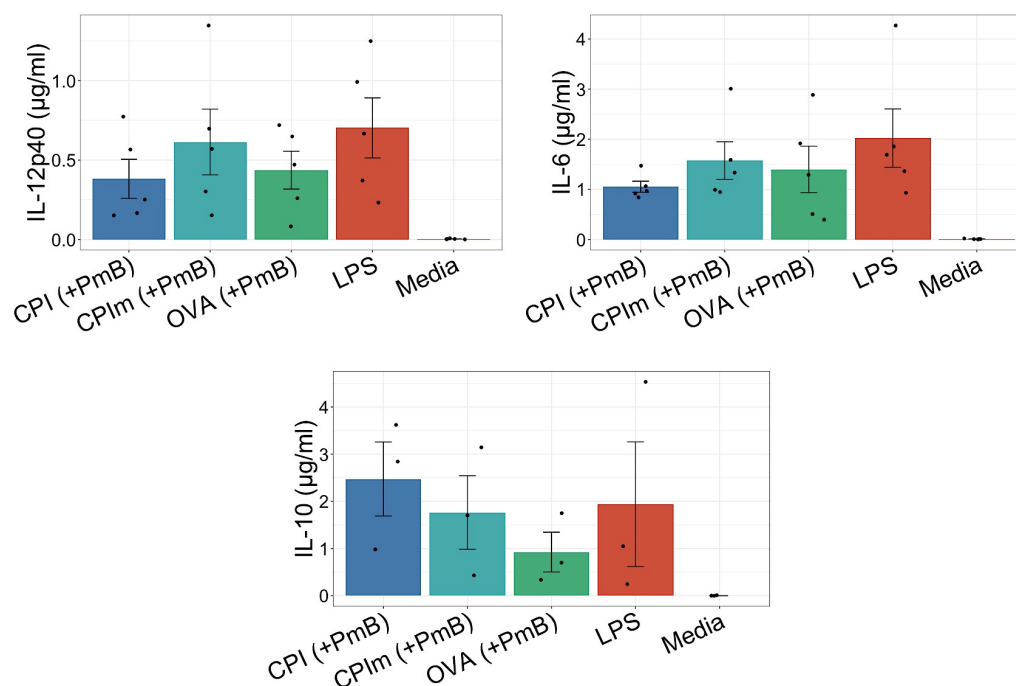 IL-12p40 (μg/ml)
1.0
0.5
0.0
CPI (+PmB)
CPIm (+PmB)
OVA (+PmB)
LPS
Media
IL-6 (μg/ml)
4
3
2
1
0
CPI (+PmB)
CPIm (+PmB)
OVA (+PmB)
LPS
Media
IL-10 (μg/ml)
4
3
2
1
0
CPI (+PmB)
CPIm (+PmB)
OVA (+PmB)
LPS
Media